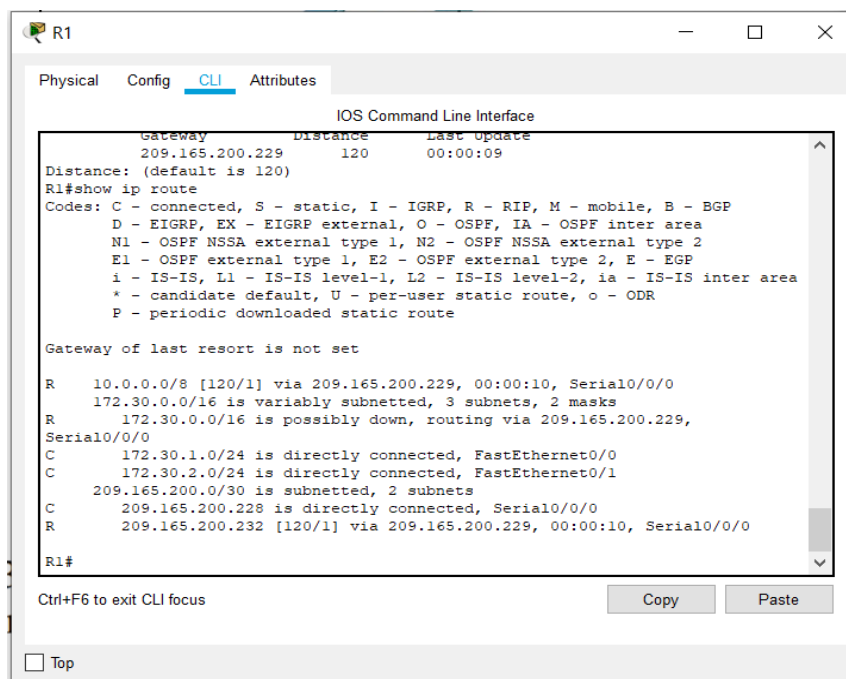 R1
Physical Config CLI Attributes
IOS Command Line Interface
Gateway Distance Last Update
209.165.200.229 120 00:00:09
Distance: (default is 120)
R1#show ip route
Codes: C - connected, S - static, I - IGRP, R - RIP, M - mobile, B - BGP
D - EIGRP, EX - EIGRP external, O - OSPF, IA - OSPF inter area
N1 - OSPF NSSA external type 1, N2 - OSPF NSSA external type 2
E1 - OSPF external type 1, E2 - OSPF external type 2, E - EGP
i - IS-IS, L1 - IS-IS level-1, L2 - IS-IS level-2, ia - IS-IS inter area
* - candidate default, U - per-user static route, o - ODR
P - periodic downloaded static route
Gateway of last resort is not set
R 10.0.0.0/8 [120/1] via 209.165.200.229, 00:00:10, Serial0/0/0
172.30.0.0/16 is variably subnetted, 3 subnets, 2 masks
R 172.30.0.0/16 is possibly down, routing via 209.165.200.229,
Serial0/0/0
C 172.30.1.0/24 is directly connected, FastEthernet0/0
C 172.30.2.0/24 is directly connected, FastEthernet0/1
209.165.200.0/30 is subnetted, 2 subnets
C 209.165.200.228 is directly connected, Serial0/0/0
R 209.165.200.232 [120/1] via 209.165.200.229, 00:00:10, Serial0/0/0
R1#
Ctrl+F6 to exit CLI focus
Copy Paste
Top